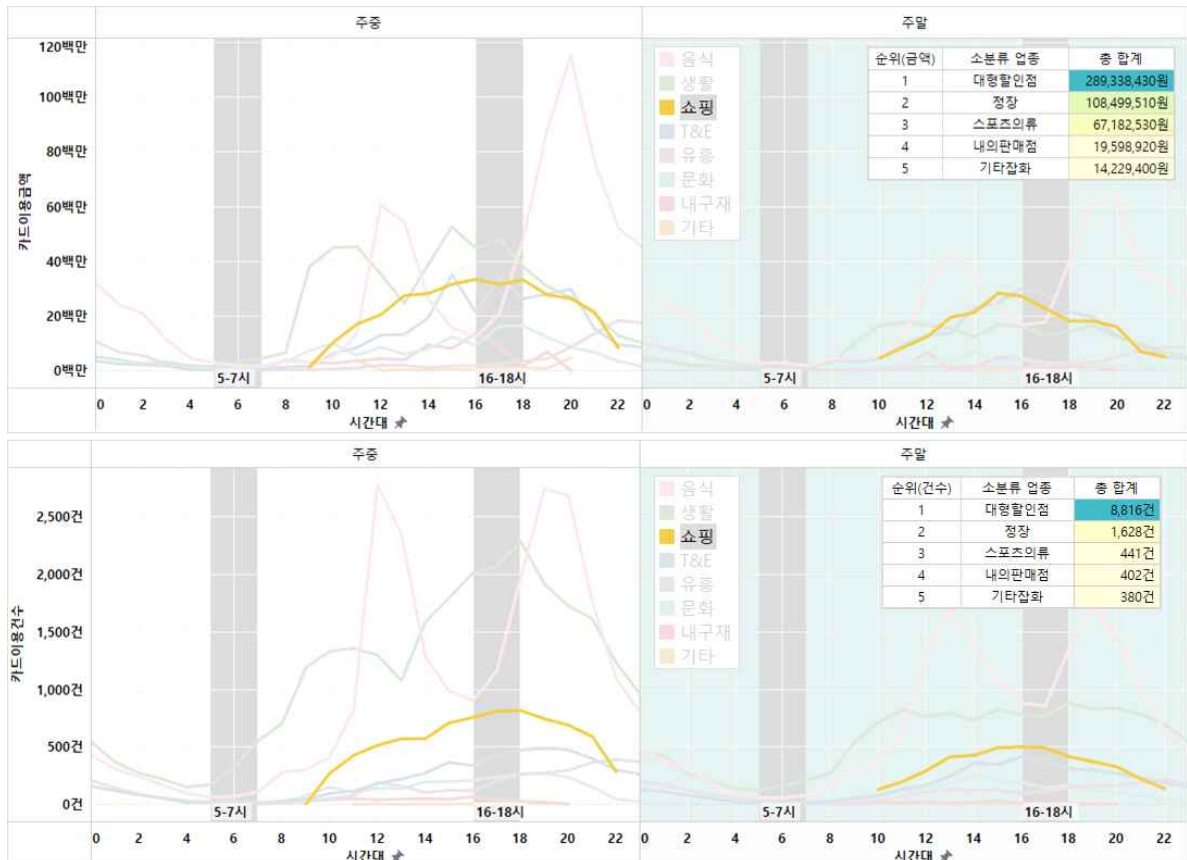 주중
주말
120백만
100백만
80백만
60백만
40백만
20백만
0백만
카드이용금액
음식
생활
쇼핑
T&E
유흥
문화
내구재
기타
순위(금액) 소분류 업종 총 합계
1 대형할인점 289,338,430원
2 정장 108,499,510원
3 스포츠의류 67,182,530원
4 내의판매점 19,598,920원
5 기타잡화 14,229,400원
5-7시
16-18시
5-7시
16-18시
0 2 4 6 8 10 12 14 16 18 20 22
0 2 4 6 8 10 12 14 16 18 20 22
시간대
시간대
주중
주말
2,500건
2,000건
1,500건
1,000건
500건
0건
카드이용건수
음식
생활
쇼핑
T&E
유흥
문화
내구재
기타
순위(건수) 소분류 업종 총 합계
1 대형할인점 8,816건
2 정장 1,628건
3 스포츠의류 441건
4 내의판매점 402건
5 기타잡화 380건
5-7시
16-18시
5-7시
16-18시
0 2 4 6 8 10 12 14 16 18 20 22
0 2 4 6 8 10 12 14 16 18 20 22
시간대
시간대